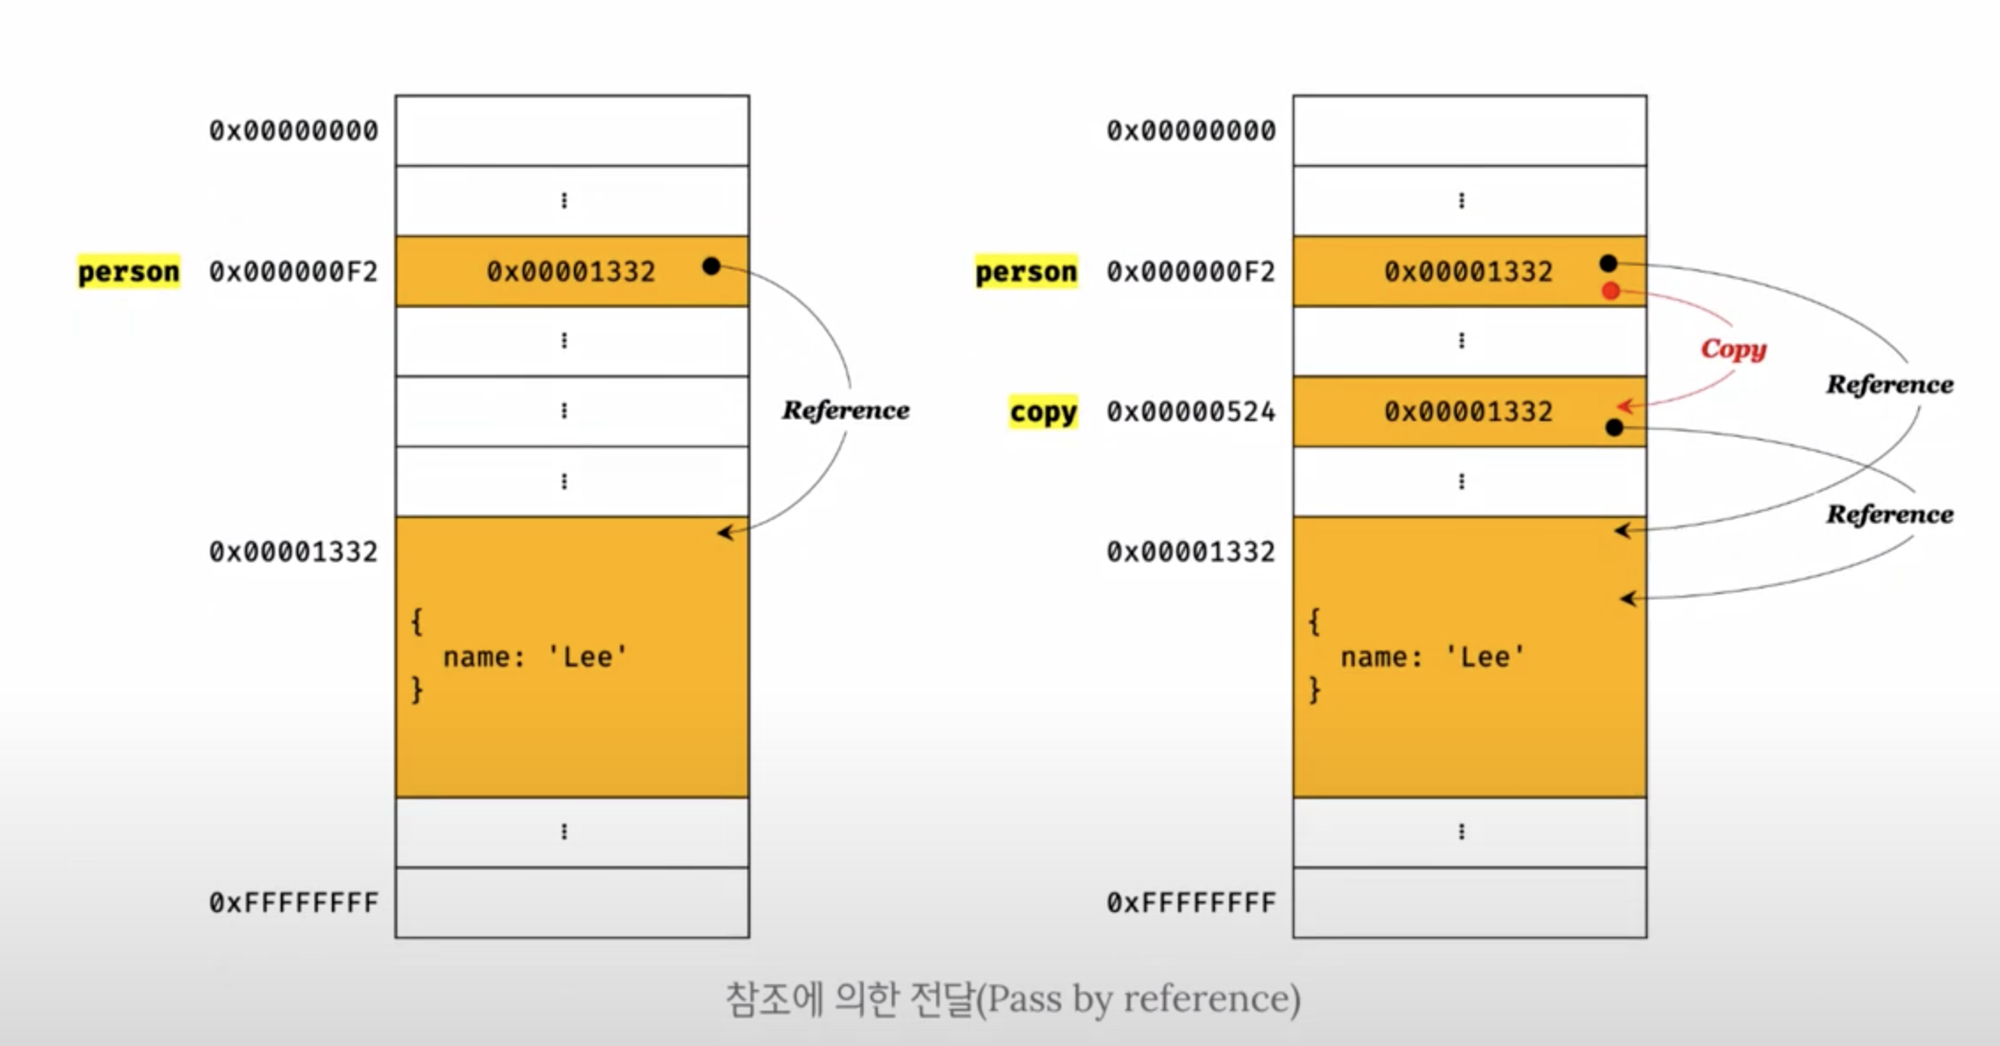 0x00000000
⋮
person 0x000000F2 0x00001332
⋮
⋮
Reference
⋮
0x00001332
{
name: 'Lee'
}
⋮
0xFFFFFFFF
0x00000000
⋮
person 0x000000F2 0x00001332
⋮
Copy
Reference
copy 0x00000524 0x00001332
⋮
Reference
0x00001332
{
name: 'Lee'
}
⋮
0xFFFFFFFF
참조에 의한 전달(Pass by reference)